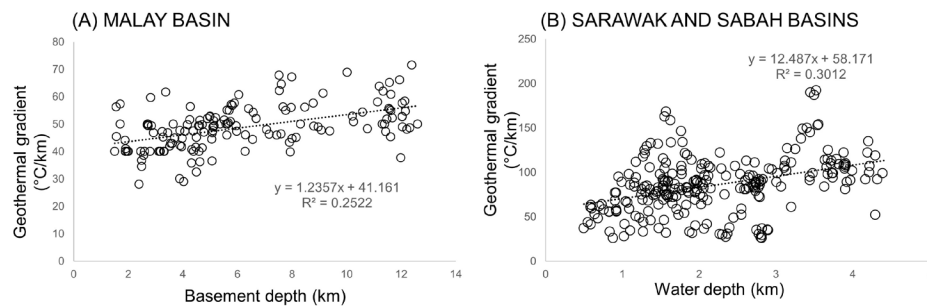 (A) MALAY BASIN
80
70
60
50
40
30
20
10
0
Geothermal gradient
(°C/km)
y = 1.2357x + 41.161
R² = 0.2522
0 2 4 6 8 10 12 14
Basement depth (km)
(B) SARAWAK AND SABAH BASINS
250
200
150
100
50
0
Geothermal gradient
(°C/km)
y = 12.487x + 58.171
R² = 0.3012
0 1 2 3 4
Water depth (km)